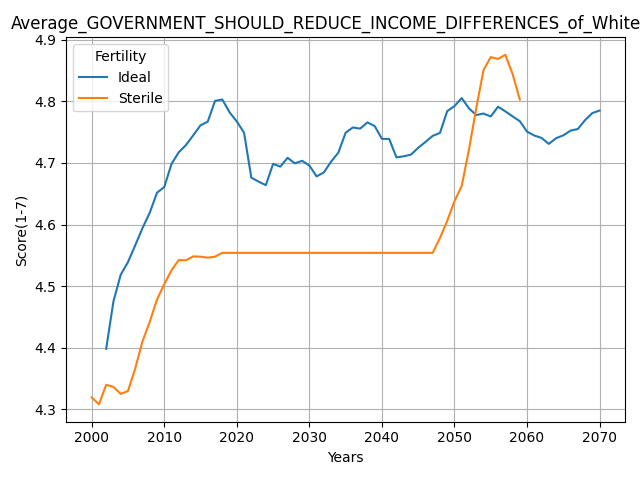 Average_GOVERNMENT_SHOULD_REDUCE_INCOME_DIFFERENCES_of_White
4.9
4.8
4.7
4.6
4.5
4.4
4.3
Score(1-7)
Fertility
Ideal
Sterile
2000 2010 2020 2030 2040 2050 2060 2070
Years